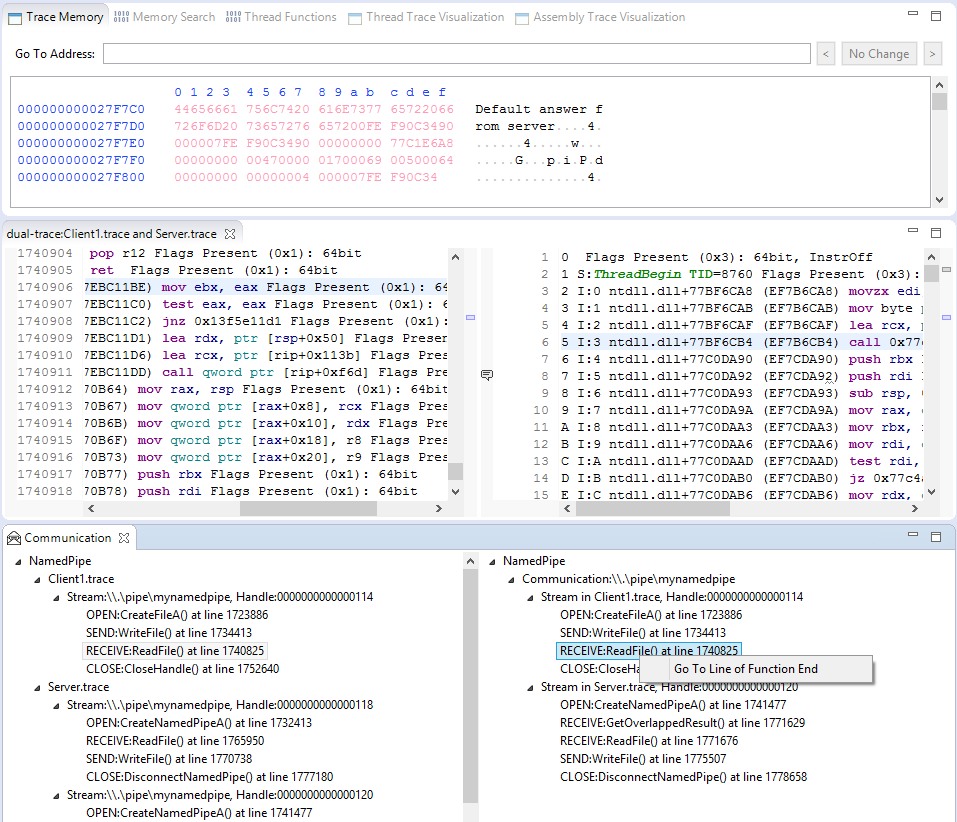 Trace Memory Memory Search Thread Functions Thread Trace Visualization Assembly Trace Visualization
Go To Address: < No Change >
0 1 2 3 4 5 6 7 8 9 a b c d e f
000000000027F7C0 44656661 756C7420 616E7377 65722066 Default answer f
000000000027F7D0 726F6D20 73657276 657200FE F90C3490 rom server....4.
000000000027F7E0 000007FE F90C3490 00000000 77C1E6A8 ......4.....w...
000000000027F7F0 00000000 00470000 01700069 00500064 .....G...p.i.P.d
000000000027F800 00000000 00000004 000007FE F90C34 ..............4.
dual-trace:Client1.trace and Server.trace
1740904 pop r12 Flags Present (0x1): 64bit
1740905 ret Flags Present (0x1): 64bit
1740906 7EBC11BE) mov ebx, eax Flags Present (0x1): 64
1740907 7EBC11C0) test eax, eax Flags Present (0x1):
1740908 7EBC11C2) jnz 0x13f5e11d1 Flags Present (0x1):
1740909 7EBC11D1) lea rdx, ptr [rsp+0x50] Flags Presen
1740910 7EBC11D6) lea rcx, ptr [rip+0x113b] Flags Pres
1740911 7EBC11DD) call qword ptr [rip+0xf6d] Flags Pre
1740912 70B64) mov rax, rsp Flags Present (0x1): 64bit
1740913 70B67) mov qword ptr [rax+0x8], rcx Flags Pres
1740914 70B6B) mov qword ptr [rax+0x10], rdx Flags Pre
1740915 70B6F) mov qword ptr [rax+0x18], r8 Flags Pres
1740916 70B73) mov qword ptr [rax+0x20], r9 Flags Pres
1740917 70B77) push rbx Flags Present (0x1): 64bit
1740918 70B78) push rdi Flags Present (0x1): 64bit
1 0 Flags Present (0x3): 64bit, InstrOff
2 1 S:ThreadBegin TID=8760 Flags Present (0x3):
3 2 I:0 ntdll.dll+77BF6CA8 (EF7B6CA8) movzx edi
4 3 I:1 ntdll.dll+77BF6CAB (EF7B6CAB) mov byte p
5 4 I:2 ntdll.dll+77BF6CAF (EF7B6CAF) lea rcx, p
6 5 I:3 ntdll.dll+77BF6CB4 (EF7B6CB4) call 0x77c
7 6 I:4 ntdll.dll+77C0DA90 (EF7CDA90) push rbx
8 7 I:5 ntdll.dll+77C0DA92 (EF7CDA92) push rdi
9 8 I:6 ntdll.dll+77C0DA93 (EF7CDA93) sub rsp,
10 9 I:7 ntdll.dll+77C0DA9A (EF7CDA9A) mov rax,
11 A I:8 ntdll.dll+77C0DAA3 (EF7CDAA3) mov rbx,
12 B I:9 ntdll.dll+77C0DAA6 (EF7CDAA6) mov rdi,
13 C I:A ntdll.dll+77C0DAAD (EF7CDAAD) test rdi,
14 D I:B ntdll.dll+77C0DAB0 (EF7CDAB0) jz 0x77c4
15 E I:C ntdll.dll+77C0DAB6 (EF7CDAB6) mov rdx,
Communication
NamedPipe
Client1.trace
Stream:\\.\pipe\mynamedpipe, Handle:0000000000000114
OPEN:CreateFileA() at line 1723886
SEND:WriteFile() at line 1734413
RECEIVE:ReadFile() at line 1740825
CLOSE:CloseHandle() at line 1752640
Server.trace
Stream:\\.\pipe\mynamedpipe, Handle:0000000000000118
OPEN:CreateNamedPipeA() at line 1732413
RECEIVE:ReadFile() at line 1765950
SEND:WriteFile() at line 1770738
CLOSE:DisconnectNamedPipe() at line 1777180
Stream:\\.\pipe\mynamedpipe, Handle:0000000000000120
OPEN:CreateNamedPipeA() at line 1741477
NamedPipe
Communication:\\.\pipe\mynamedpipe
Stream in Client1.trace, Handle:0000000000000114
OPEN:CreateFileA() at line 1723886
SEND:WriteFile() at line 1734413
RECEIVE:ReadFile() at line 1740825
CLOSE:CloseHa
Go To Line of Function End
Stream in Server.trace, Handle:0000000000000120
OPEN:CreateNamedPipeA() at line 1741477
RECEIVE:GetOverlappedResult() at line 1771629
RECEIVE:ReadFile() at line 1771676
SEND:WriteFile() at line 1775507
CLOSE:DisconnectNamedPipe() at line 1778658